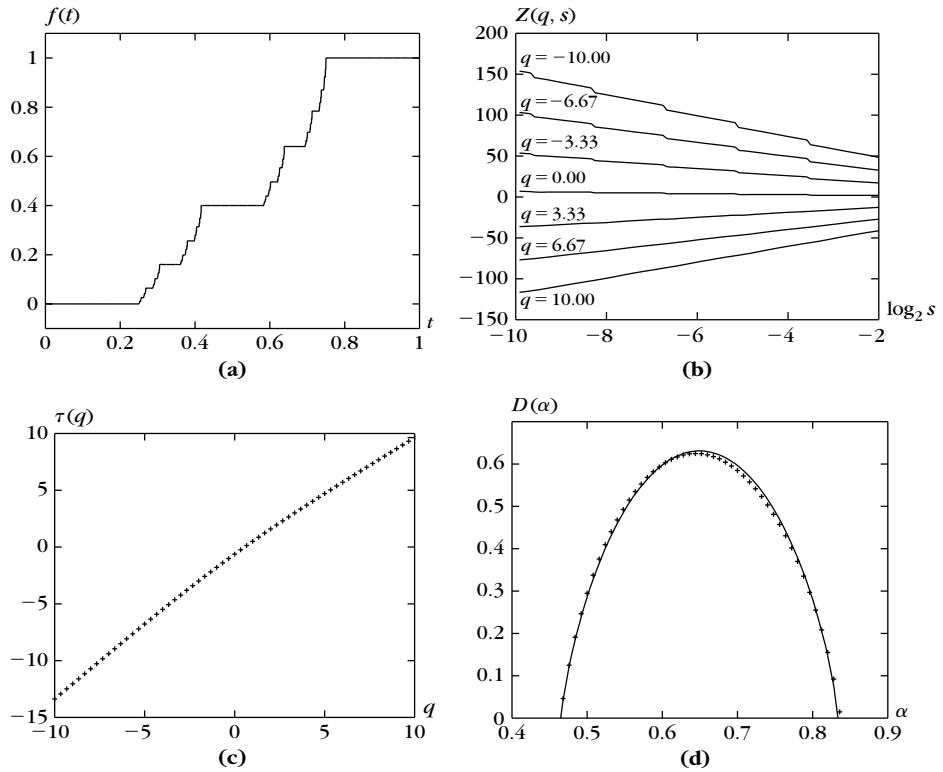 f(t)
1
0.8
0.6
0.4
0.2
0
0 0.2 0.4 0.6 0.8 1
t
(a)
Z(q, s)
200
150
100
50
0
−50
−100
−150
q = −10.00
q = −6.67
q = −3.33
q = 0.00
q = 3.33
q = 6.67
q = 10.00
−10 −8 −6 −4 −2
log₂ s
(b)
τ(q)
10
5
0
−5
−10
−15
−10 −5 0 5 10
q
(c)
D(α)
0.6
0.5
0.4
0.3
0.2
0.1
0
0.4 0.5 0.6 0.7 0.8 0.9
α
(d)